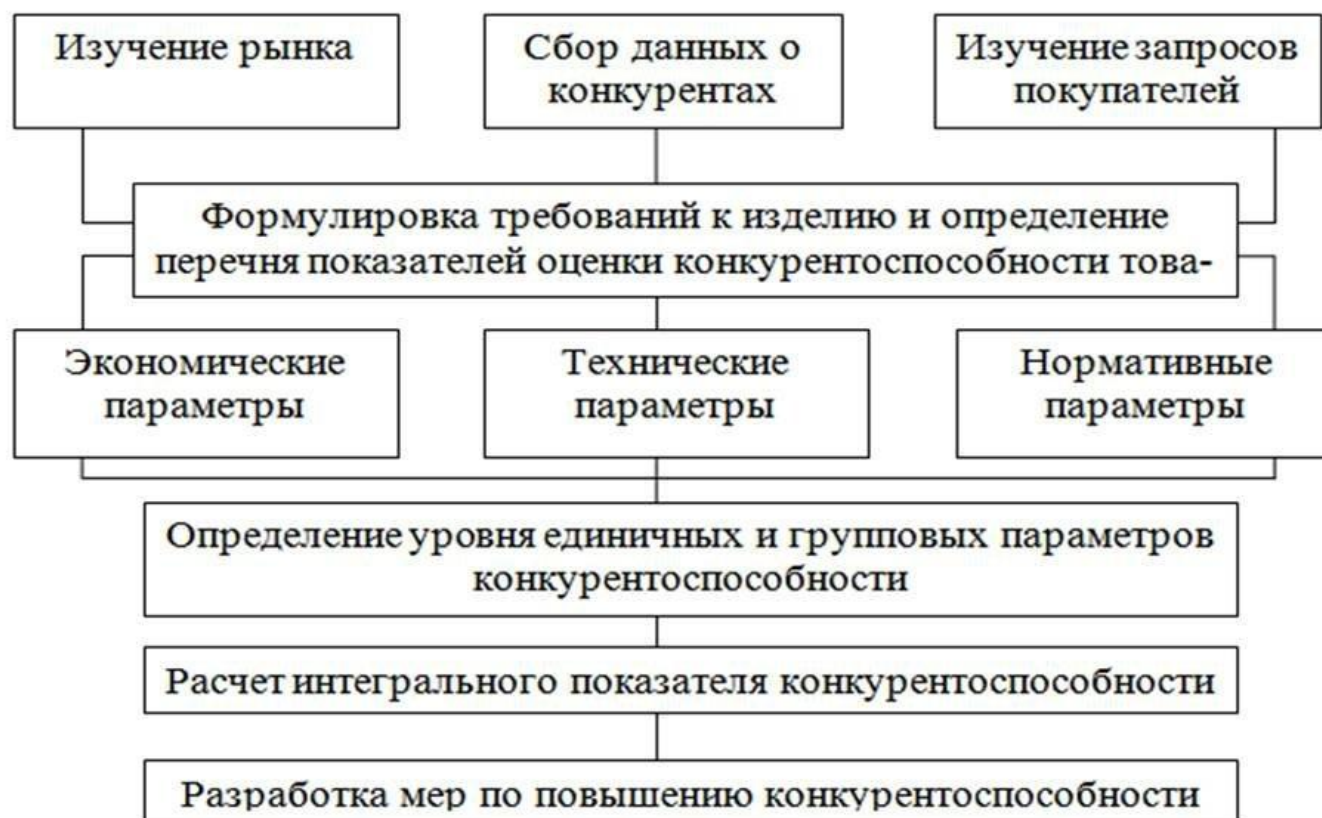 Изучение рынка
Сбор данных о
конкурентах
Изучение запросов
покупателей
Формулировка требований к изделию и определение
перечня показателей оценки конкурентоспособности това-
Экономические
параметры
Технические
параметры
Нормативные
параметры
Определение уровня единичных и групповых параметров
конкурентоспособности
Расчет интегрального показателя конкурентоспособности
Разработка мер по повышению конкурентоспособности